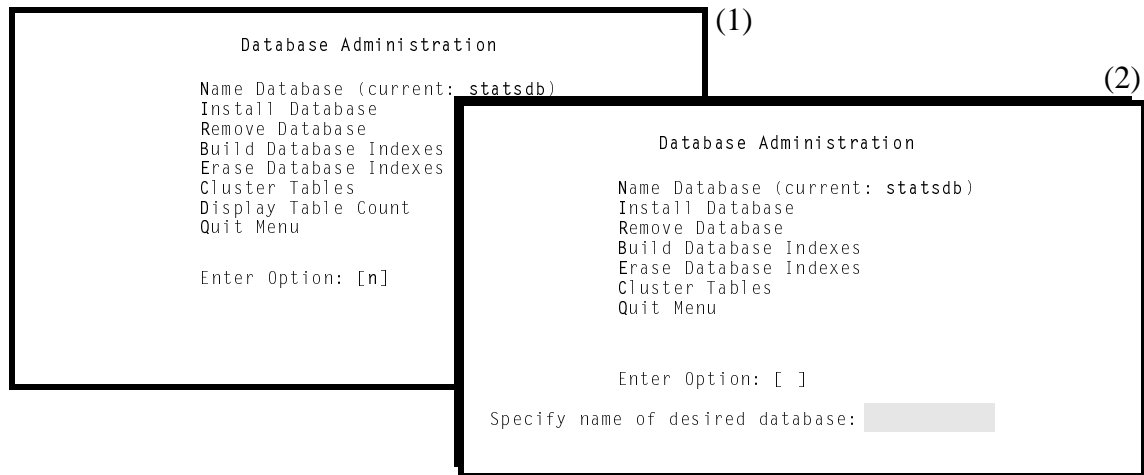 (1)
Database Administration
Name Database (current: statsdb)
Install Database
Remove Database
Build Database Indexes
Erase Database Indexes
Cluster Tables
Display Table Count
Quit Menu
Enter Option: [n]
(2)
Database Administration
Name Database (current: statsdb)
Install Database
Remove Database
Build Database Indexes
Erase Database Indexes
Cluster Tables
Quit Menu
Enter Option: [ ]
Specify name of desired database: